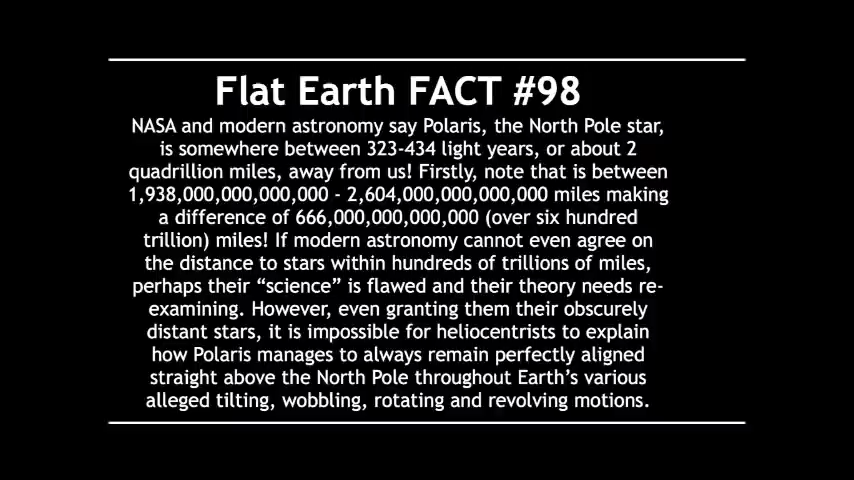 Flat Earth FACT #98
NASA and modern astronomy say Polaris, the North Pole star,
is somewhere between 323-434 light years, or about 2
quadrillion miles, away from us! Firstly, note that is between
1,938,000,000,000,000 - 2,604,000,000,000,000 miles making
a difference of 666,000,000,000,000 (over six hundred
trillion) miles! If modern astronomy cannot even agree on
the distance to stars within hundreds of trillions of miles,
perhaps their “science” is flawed and their theory needs re-
examining. However, even granting them their obscurely
distant stars, it is impossible for heliocentrists to explain
how Polaris manages to always remain perfectly aligned
straight above the North Pole throughout Earth’s various
alleged tilting, wobbling, rotating and revolving motions.